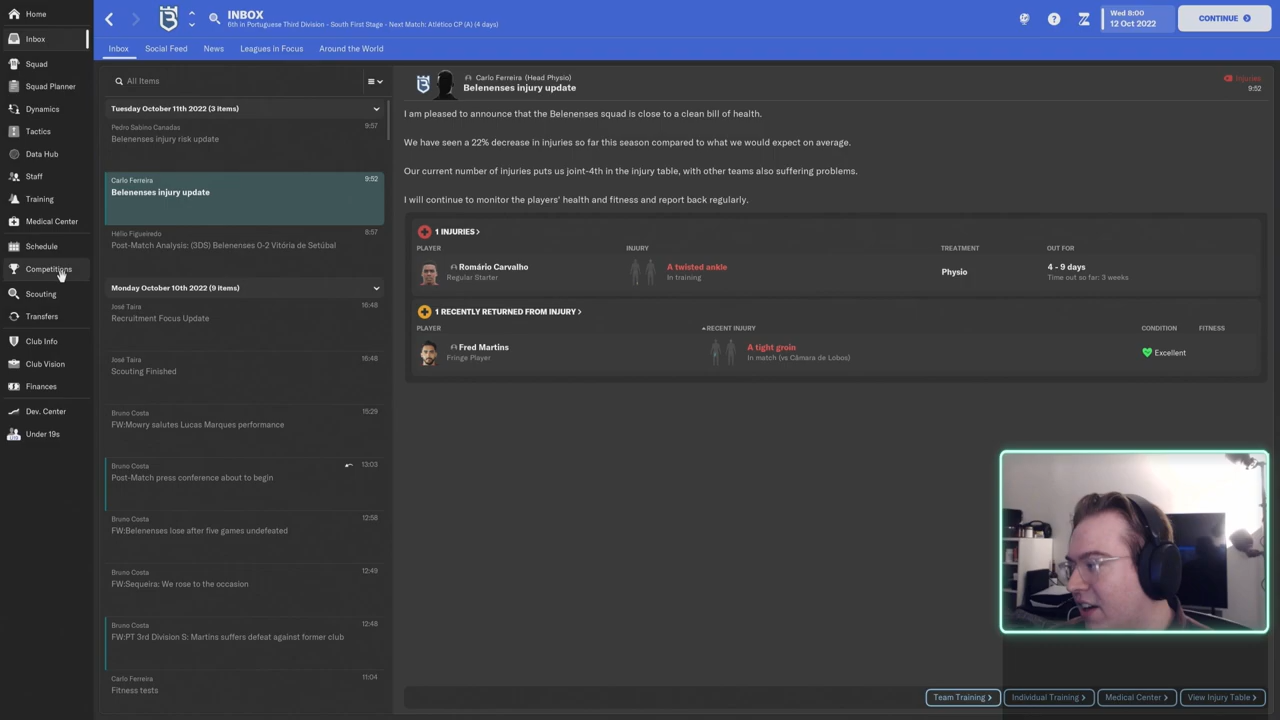 Home
Inbox
Squad
Squad Planner
Dynamics
Tactics
Data Hub
Staff
Training
Medical Center
Schedule
Competitions
Scouting
Transfers
Club Info
Club Vision
Finances
Dev. Center
Under 19s
INBOX
6th in Portuguese Third Division - South First Stage - Next Match: Atlético CP (A) (4 days)
Wed 8:00
12 Oct 2022
CONTINUE
Inbox
Social Feed
News
Leagues in Focus
Around the World
All Items
Tuesday October 11th 2022 (3 items)
Pedro Sabino Canadas 9:57
Belenenses injury risk update
Carlo Ferreira 9:52
Belenenses injury update
Hélio Figueiredo 8:57
Post-Match Analysis: (3DS) Belenenses 0-2 Vitória de Setúbal
Monday October 10th 2022 (9 items)
José Taira 16:48
Recruitment Focus Update
José Taira 16:48
Scouting Finished
Bruno Costa 15:29
FW:Mowry salutes Lucas Marques performance
Bruno Costa 13:03
Post-Match press conference about to begin
Bruno Costa 12:58
FW:Belenenses lose after five games undefeated
Bruno Costa 12:49
FW:Sequeira: We rose to the occasion
Bruno Costa 12:48
FW:PT 3rd Division S: Martins suffers defeat against former club
Carlo Ferreira 11:04
Fitness tests
Carlo Ferreira (Head Physio)
Belenenses injury update
Injuries
9:52
I am pleased to announce that the Belenenses squad is close to a clean bill of health.
We have seen a 22% decrease in injuries so far this season compared to what we would expect on average.
Our current number of injuries puts us joint-4th in the injury table, with other teams also suffering problems.
I will continue to monitor the players' health and fitness and report back regularly.
1 INJURIES >
PLAYER INJURY TREATMENT OUT FOR
Romário Carvalho A twisted ankle Physio 4 - 9 days
Regular Starter In training Time out so far: 3 weeks
1 RECENTLY RETURNED FROM INJURY >
PLAYER RECENT INJURY CONDITION FITNESS
Fred Martins A tight groin Excellent
Fringe Player In match (vs Câmara de Lobos)
Team Training >
Individual Training >
Medical Center >
View Injury Table >